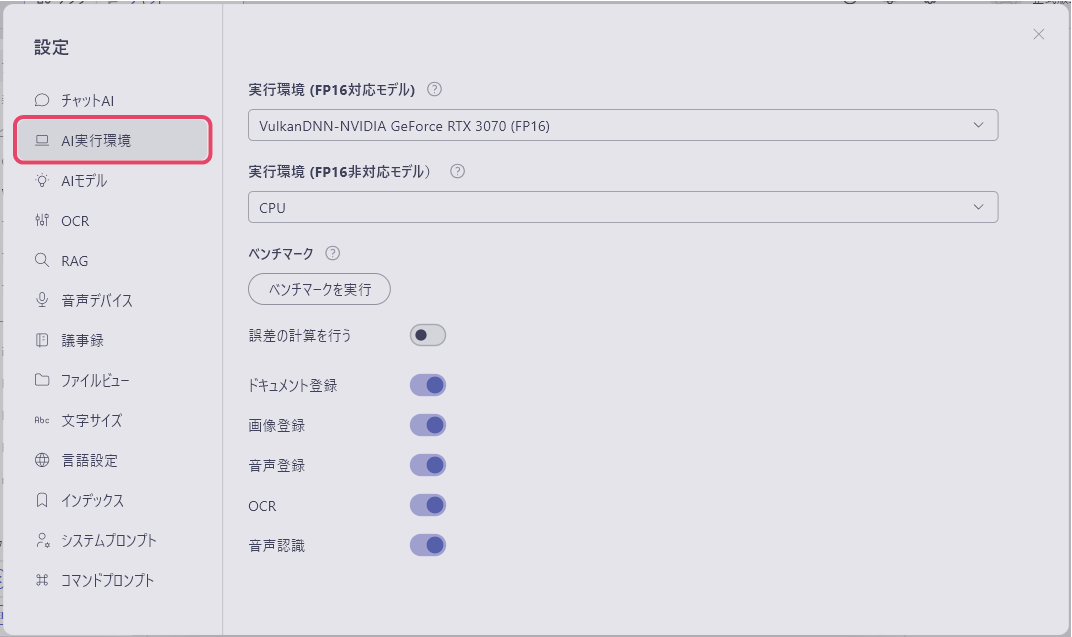 設定
チャットAI
AI実行環境
AIモデル
OCR
RAG
音声デバイス
議事録
ファイルビュー
Abc 文字サイズ
言語設定
インデックス
システムプロンプト
コマンドプロンプト
実行環境 (FP16対応モデル) ?
VulkanDNN-NVIDIA GeForce RTX 3070 (FP16)
実行環境 (FP16非対応モデル） ?
CPU
ベンチマーク ?
ベンチマークを実行
誤差の計算を行う
ドキュメント登録
画像登録
音声登録
OCR
音声認識